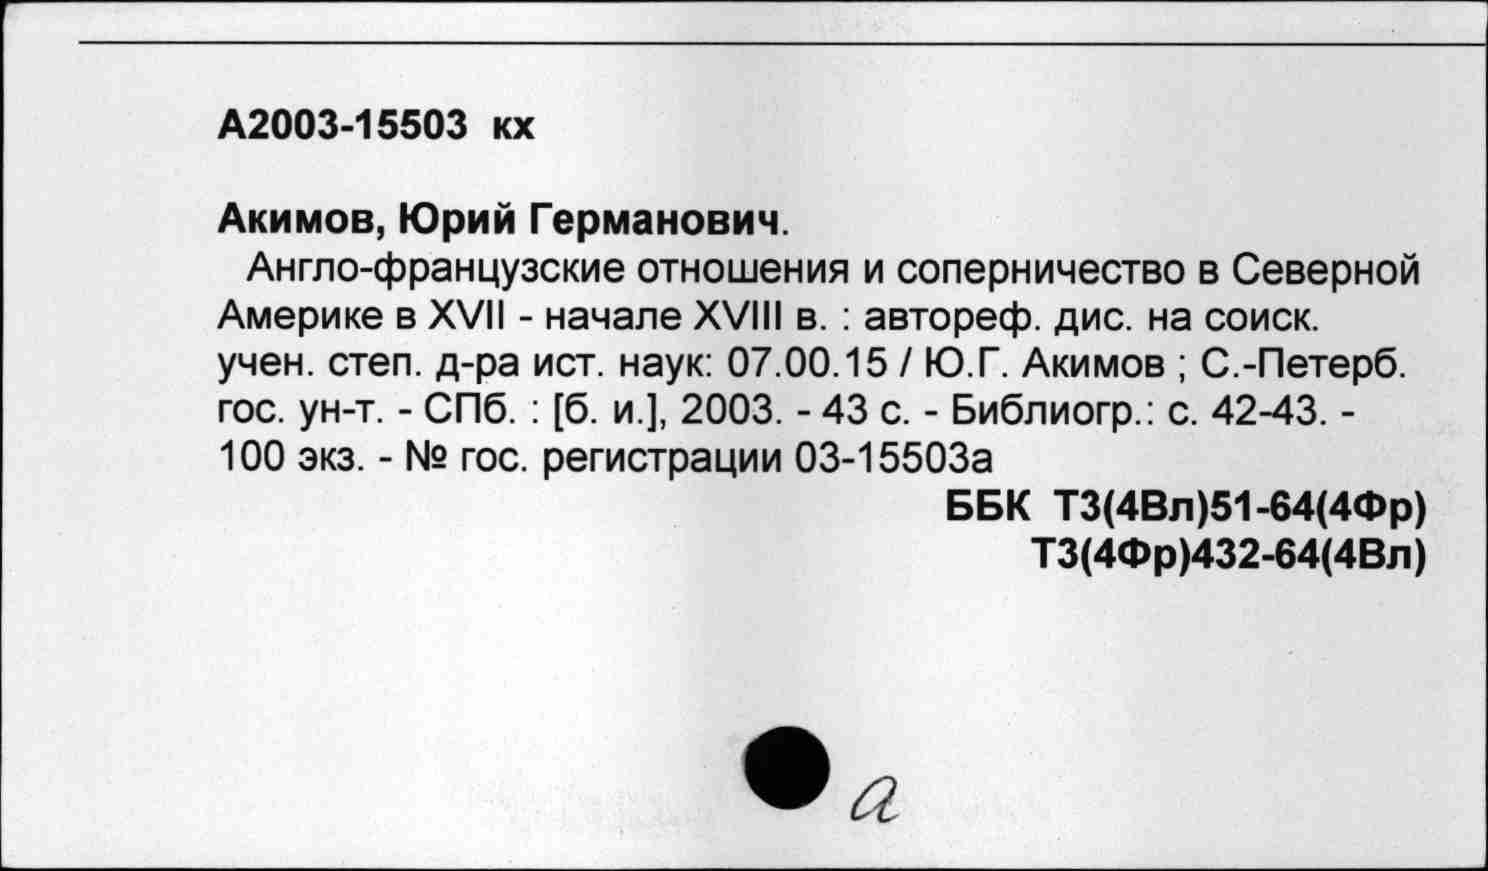 А2003-15503 кх
Акимов, Юрий Германович.
Англо-французские отношения и соперничество в Северной
Америке в XVII - начале XVIII в. : автореф. дис. на соиск.
учен. степ. д-ра ист. наук: 07.00.15 / Ю.Г. Акимов ; С.-Петерб.
гос. ун-т. - СПб. : [б. и.], 2003. - 43 с. - Библиогр.: с. 42-43. -
100 экз. - № гос. регистрации 03-15503а
ББК Т3(4Вл)51-64(4Фр)
Т3(4Фр)432-64(4Вл)
а